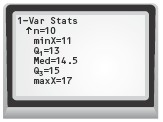 1-Var Stats
↑n=10
minX=11
Q₁=13
Med=14.5
Q₃=15
maxX=17